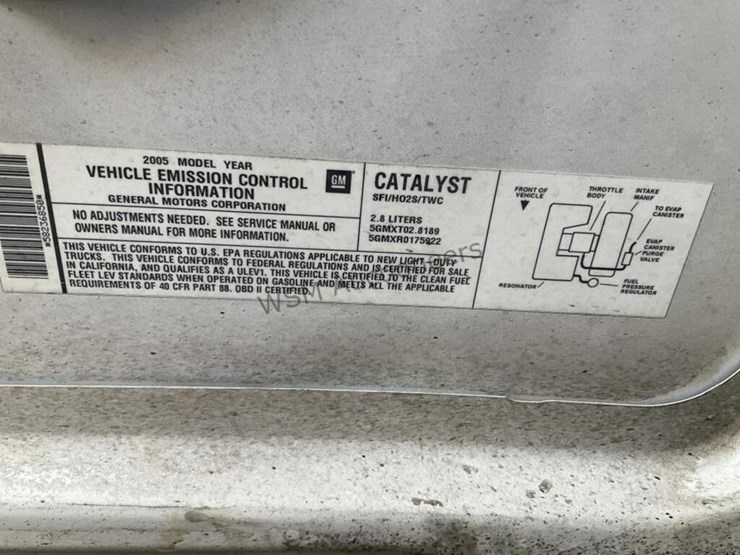 *58236850*
2005 MODEL YEAR
VEHICLE EMISSION CONTROL
INFORMATION
GENERAL MOTORS CORPORATION
GM
NO ADJUSTMENTS NEEDED. SEE SERVICE MANUAL OR
OWNERS MANUAL FOR MORE INFORMATION.
CATALYST
SFI/HO2S/TWC
2.8 LITERS
5GMXT02.8189
5GMXR0175922
THIS VEHICLE CONFORMS TO U.S. EPA REGULATIONS APPLICABLE TO NEW LIGHT-DUTY
TRUCKS. THIS VEHICLE CONFORMS TO FEDERAL REGULATIONS AND IS CERTIFIED FOR SALE
IN CALIFORNIA, AND QUALIFIES AS A ULEV1. THIS VEHICLE IS CERTIFIED TO THE CLEAN FUEL
FLEET LEV STANDARDS WHEN OPERATED ON GASOLINE AND MEETS ALL THE APPLICABLE
REQUIREMENTS OF 40 CFR PART 88. OBD II CERTIFIED.
FRONT OF
VEHICLE
THROTTLE
BODY
INTAKE
MANIF
TO EVAP
CANISTER
EVAP
CANISTER
PURGE
VALVE
FUEL
PRESSURE
REGULATOR
RESONATOR
WSM